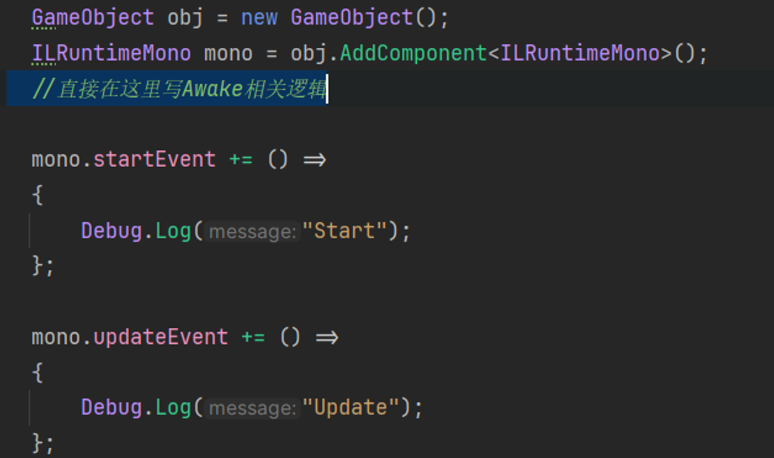 GameObject obj = new GameObject();
ILRuntimeMono mono = obj.AddComponent<ILRuntimeMono>();
//直接在这里写Awake相关逻辑
mono.startEvent += () =>
{
Debug.Log(message:"Start");
};
mono.updateEvent += () =>
{
Debug.Log(message:"Update");
};